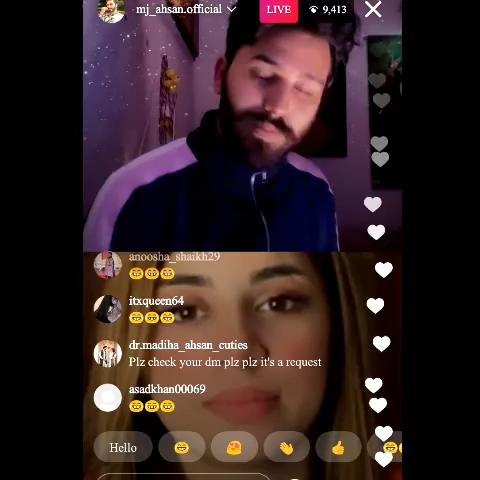 mj_ahsan.official LIVE 9,413
anoosha_shaikh29
😁😁😁
itxqueen64
😁😁😁
dr.madiha_ahsan_cuties
Plz check your dm plz plz it's a request
asadkhan00069
😁😁😁
Hello 😁 😍 👋 👍 😁